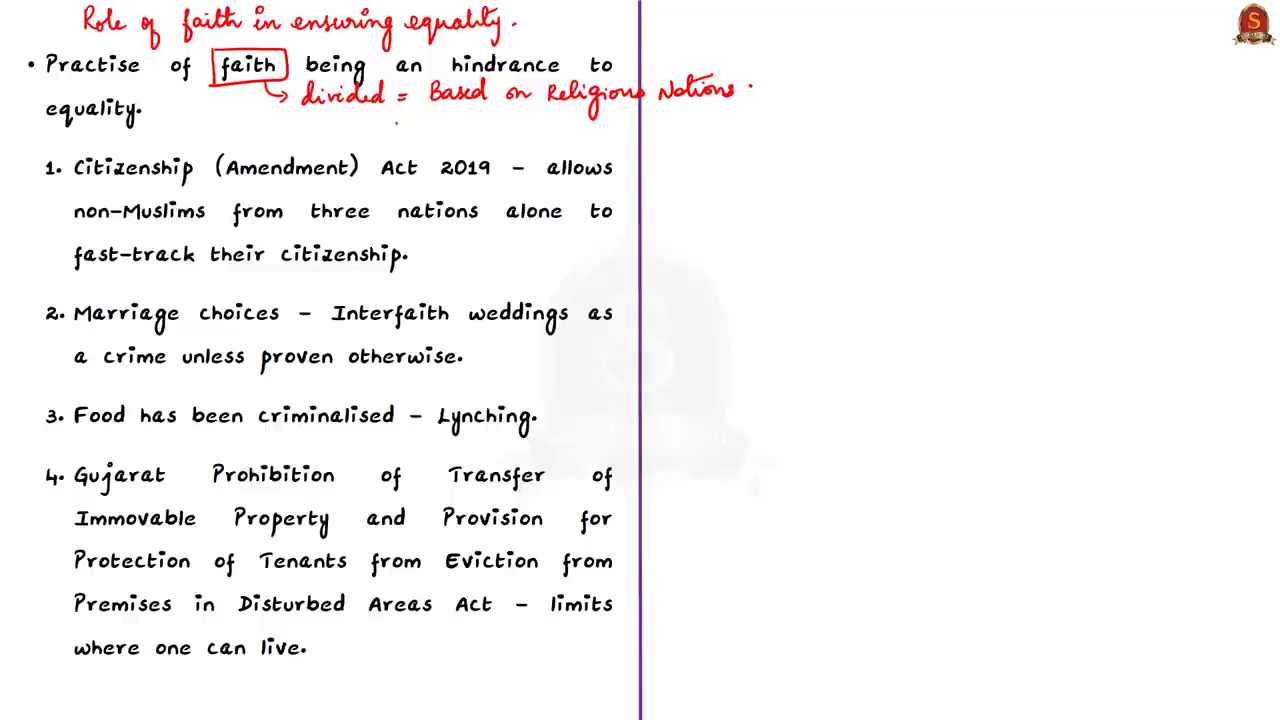 Role of faith in ensuring equality.
• Practise of faith being an hindrance to
divided = Based on Religious Notions.
equality.
1. Citizenship (Amendment) Act 2019 – allows
non-Muslims from three nations alone to
fast-track their citizenship.
2. Marriage choices – Interfaith weddings as
a crime unless proven otherwise.
3. Food has been criminalised – Lynching.
4. Gujarat Prohibition of Transfer of
Immovable Property and Provision for
Protection of Tenants from Eviction from
Premises in Disturbed Areas Act – limits
where one can live.
S